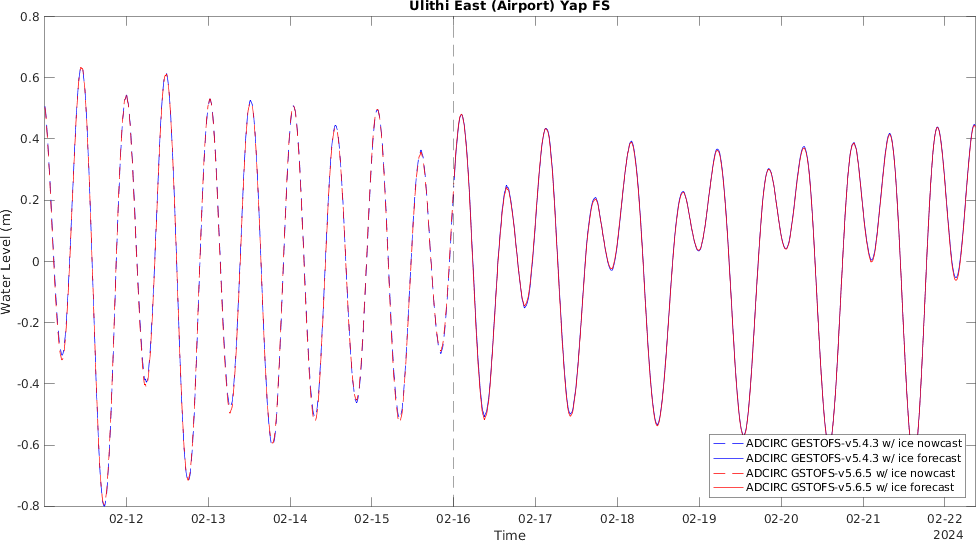 Ulithi East (Airport) Yap FS
0.8
0.6
0.4
0.2
0
-0.2
-0.4
-0.6
-0.8
Water Level (m)
ADCIRC GESTOFS-v5.4.3 w/ ice nowcast
ADCIRC GESTOFS-v5.4.3 w/ ice forecast
ADCIRC GSTOFS-v5.6.5 w/ ice nowcast
ADCIRC GSTOFS-v5.6.5 w/ ice forecast
02-12 02-13 02-14 02-15 02-16 02-17 02-18 02-19 02-20 02-21 02-22
Time
2024